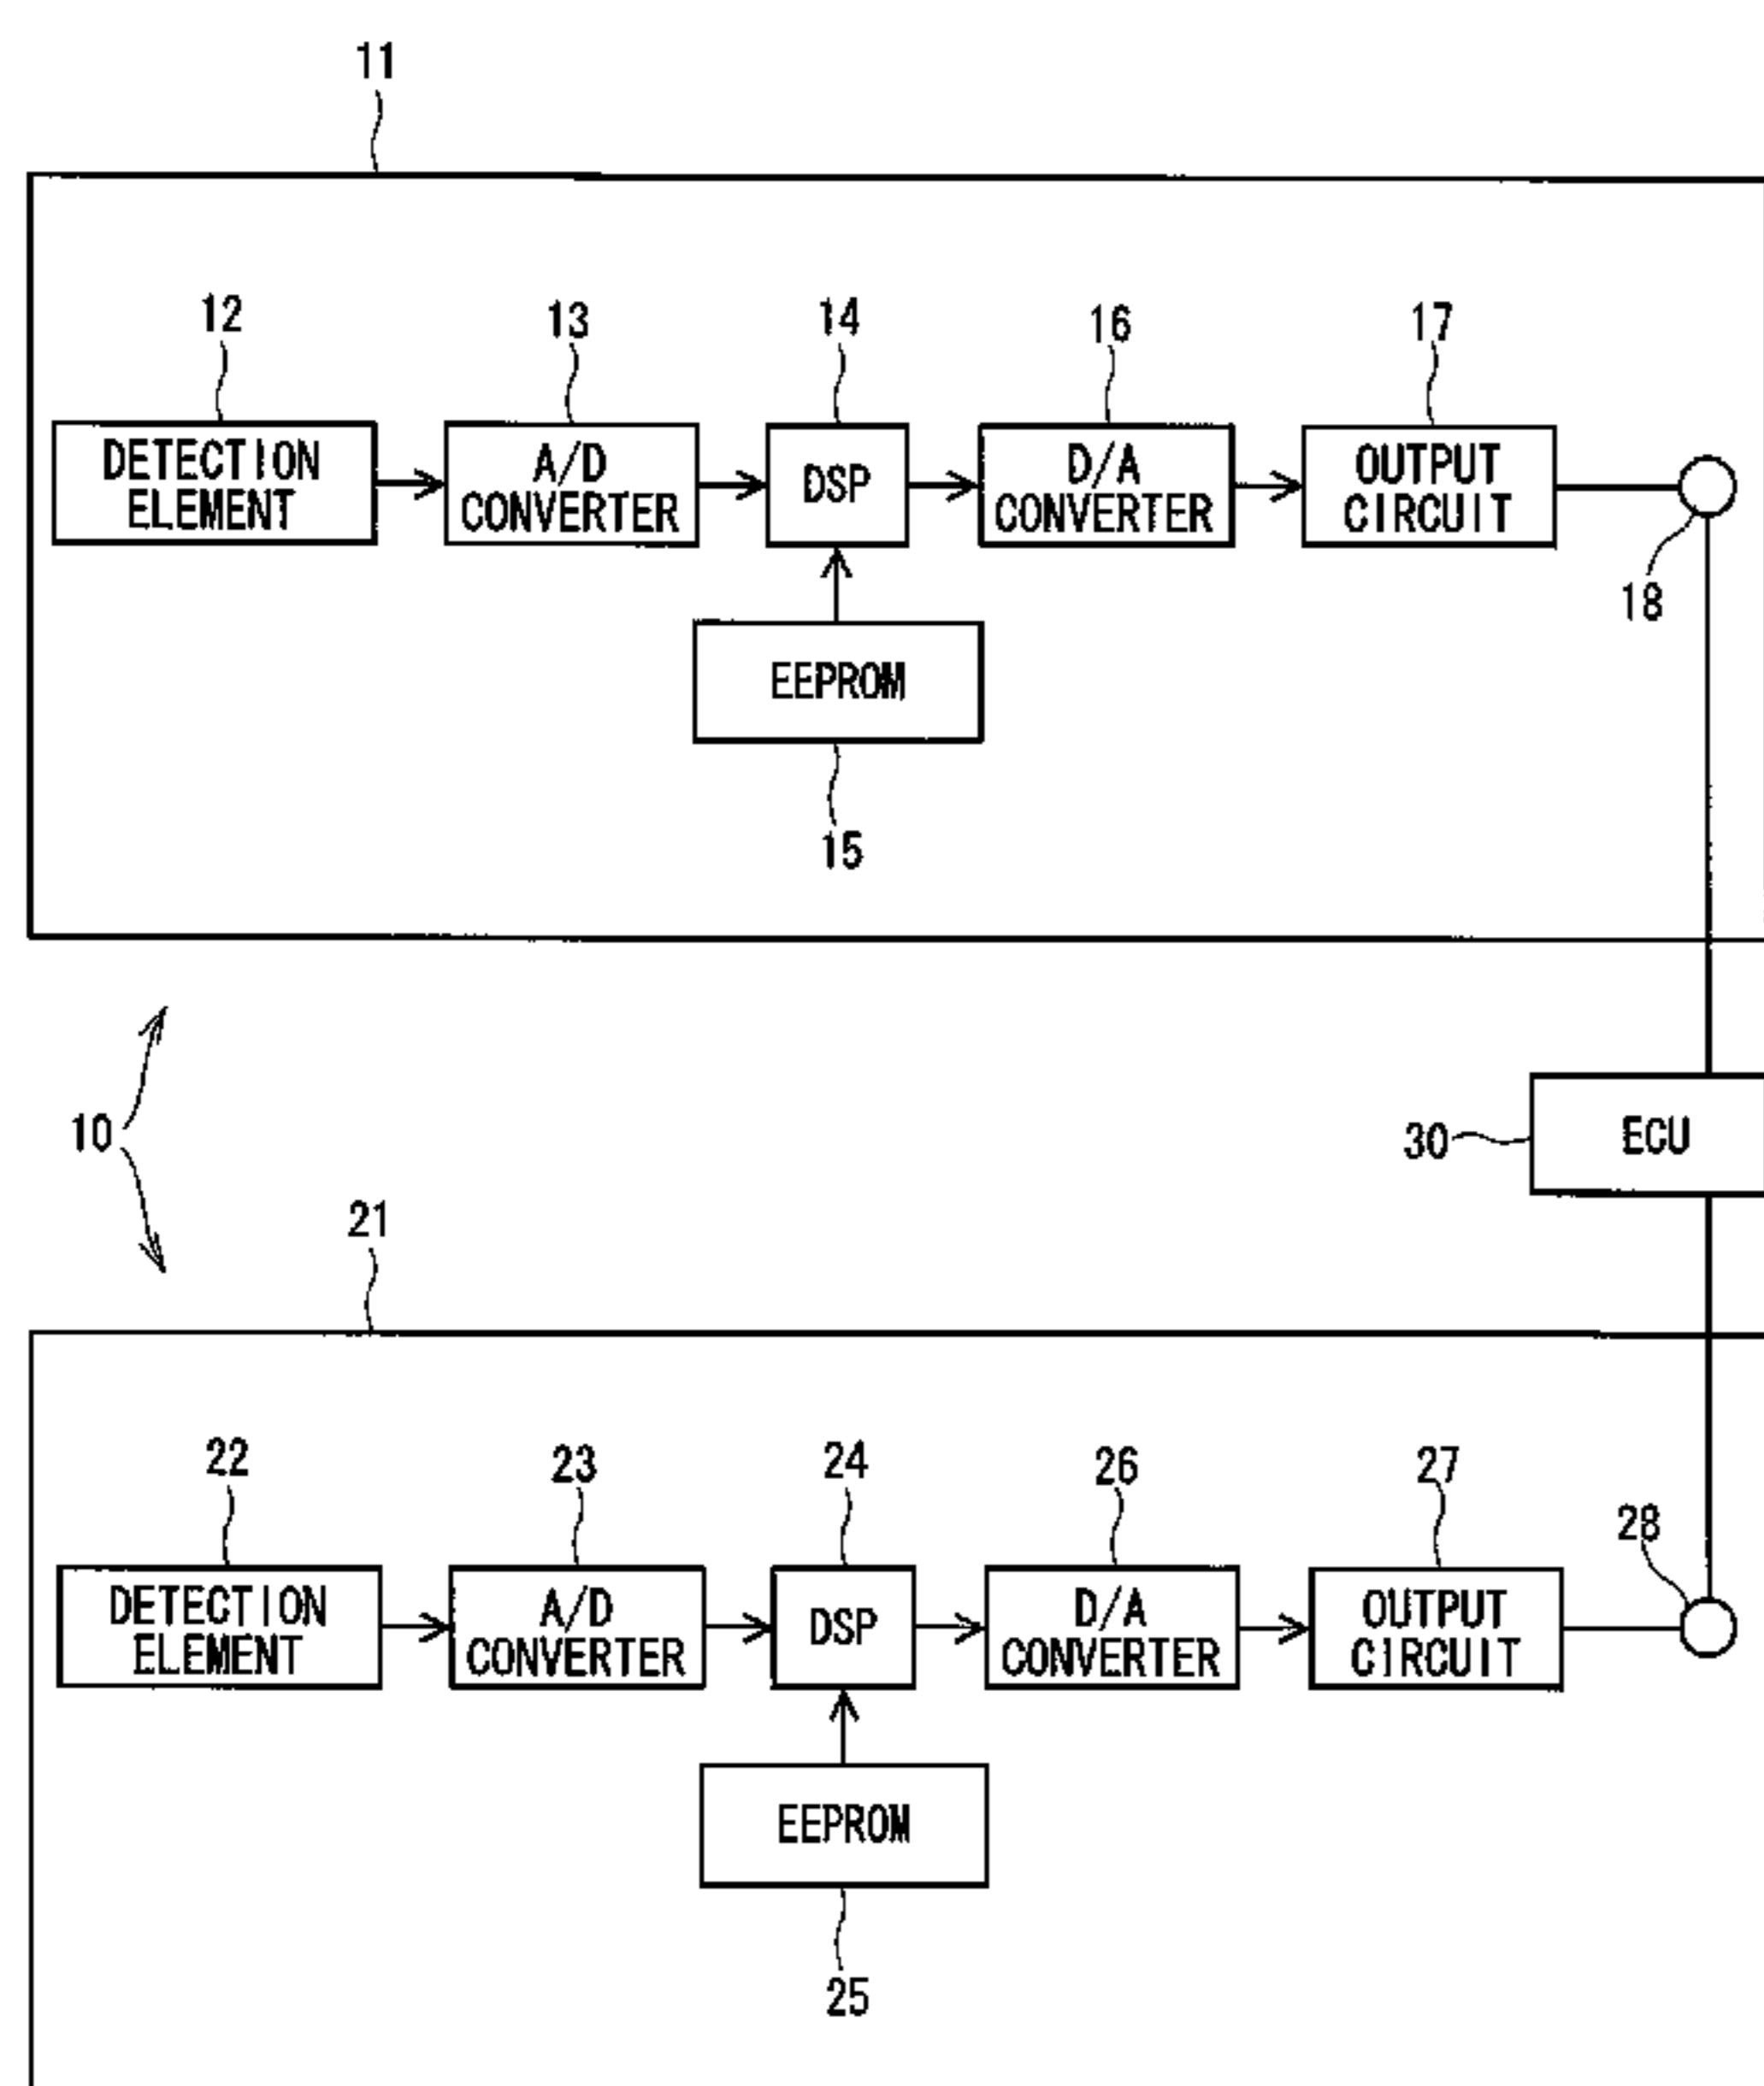 11
12
13
14
16
17
DETECTION
ELEMENT
A/D
CONVERTER
DSP
D/A
CONVERTER
OUTPUT
CIRCUIT
18
EEPROM
15
10
30
ECU
21
22
23
24
26
27
28
DETECTION
ELEMENT
A/D
CONVERTER
DSP
D/A
CONVERTER
OUTPUT
CIRCUIT
EEPROM
25